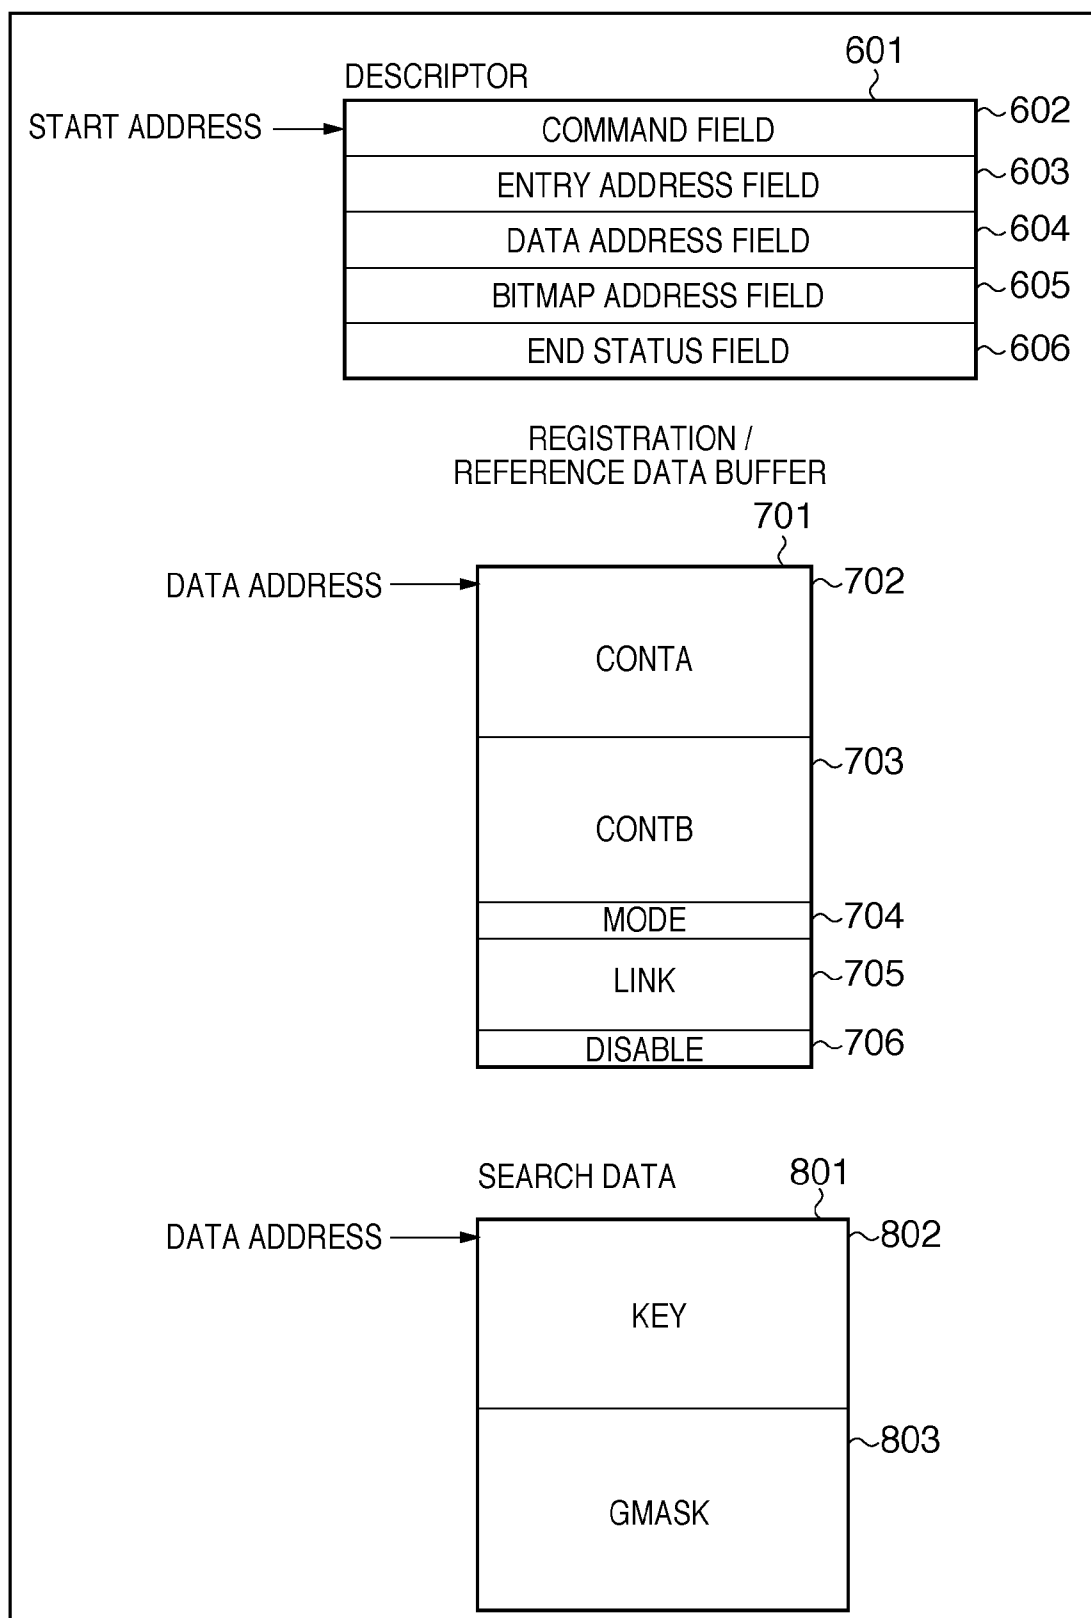 601
DESCRIPTOR
602
START ADDRESS
COMMAND FIELD
603
ENTRY ADDRESS FIELD
604
DATA ADDRESS FIELD
605
BITMAP ADDRESS FIELD
606
END STATUS FIELD
REGISTRATION /
REFERENCE DATA BUFFER
701
DATA ADDRESS
702
CONTA
703
CONTB
MODE
704
LINK
705
DISABLE
706
SEARCH DATA
801
DATA ADDRESS
802
KEY
803
GMASK